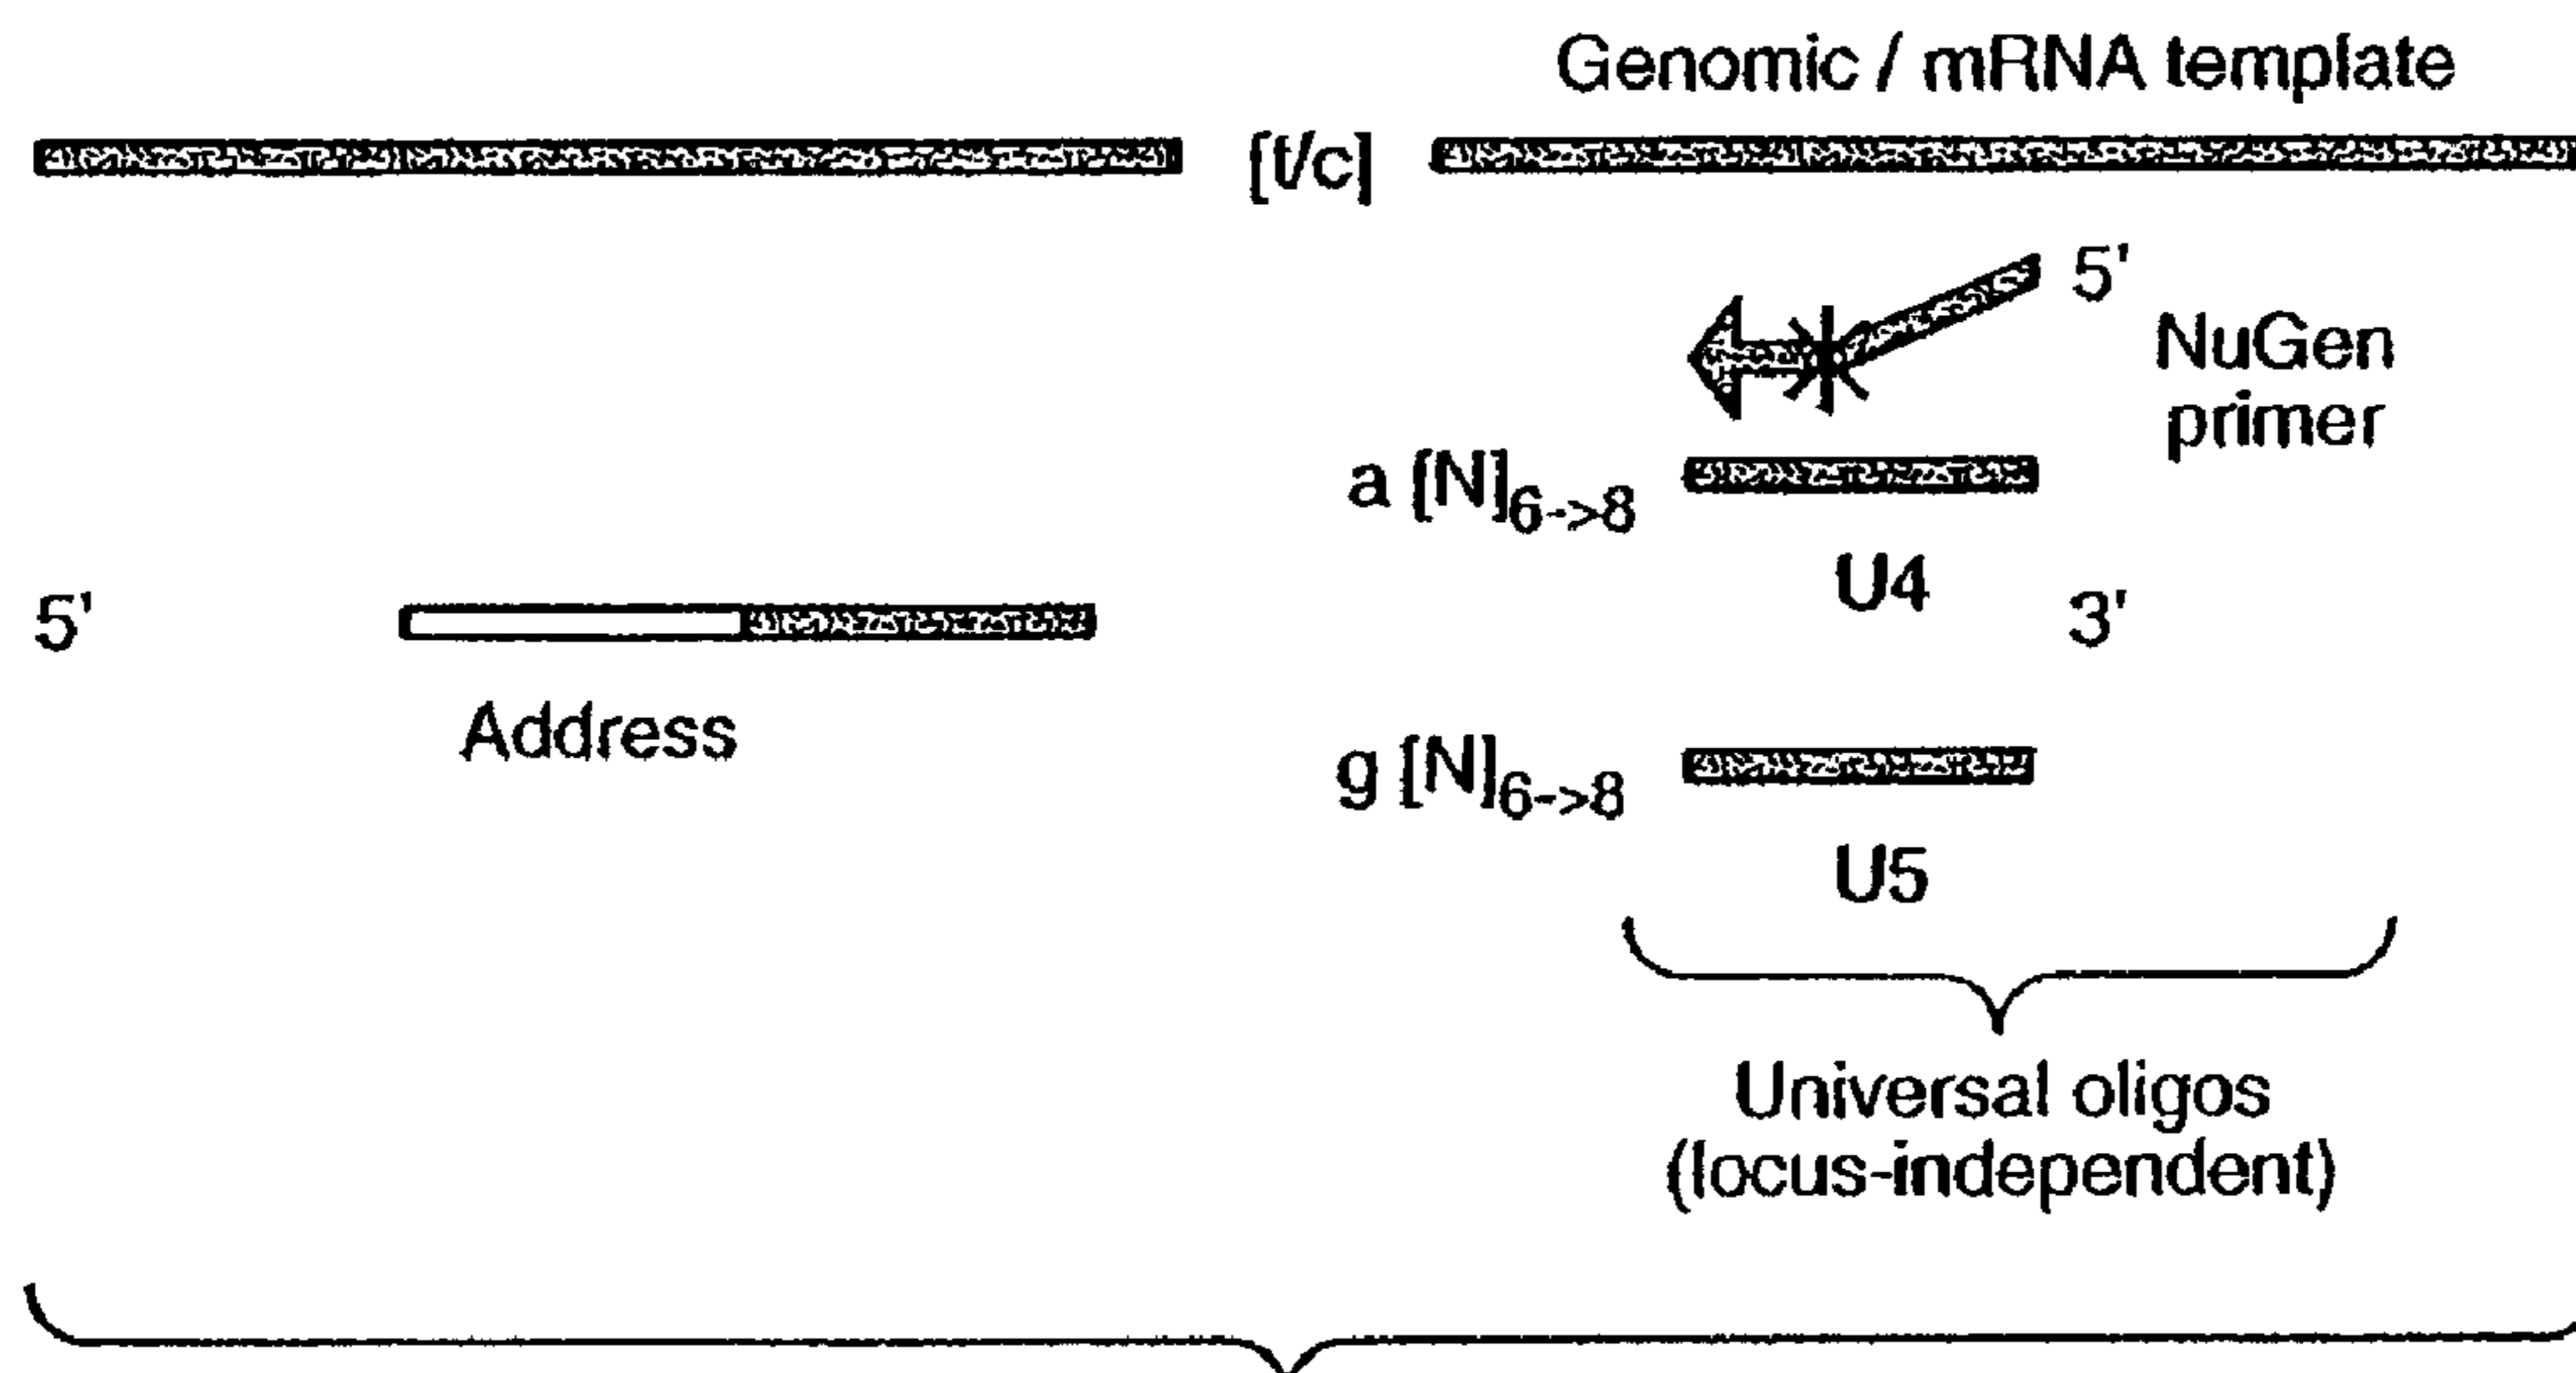 Genomic / mRNA template
[t/c]
5'
NuGen
primer
a [N]6->8
U4
5'
3'
Address
g [N]6->8
U5
Universal oligos
(locus-independent)